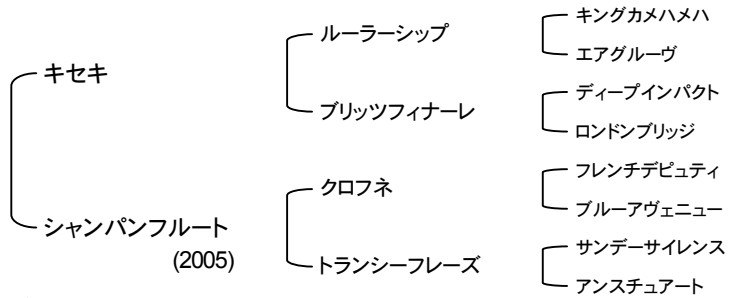 キングカメハメハ
ルーラーシップ
エアグルーヴ
キセキ
ディープインパクト
ブリッツフィナーレ
ロンドンブリッジ
フレンチデピュティ
クロフネ
ブルーアヴェニュー
シャンパンフルート
(2005)
サンデーサイレンス
トランシーフレーズ
アンスチュアート